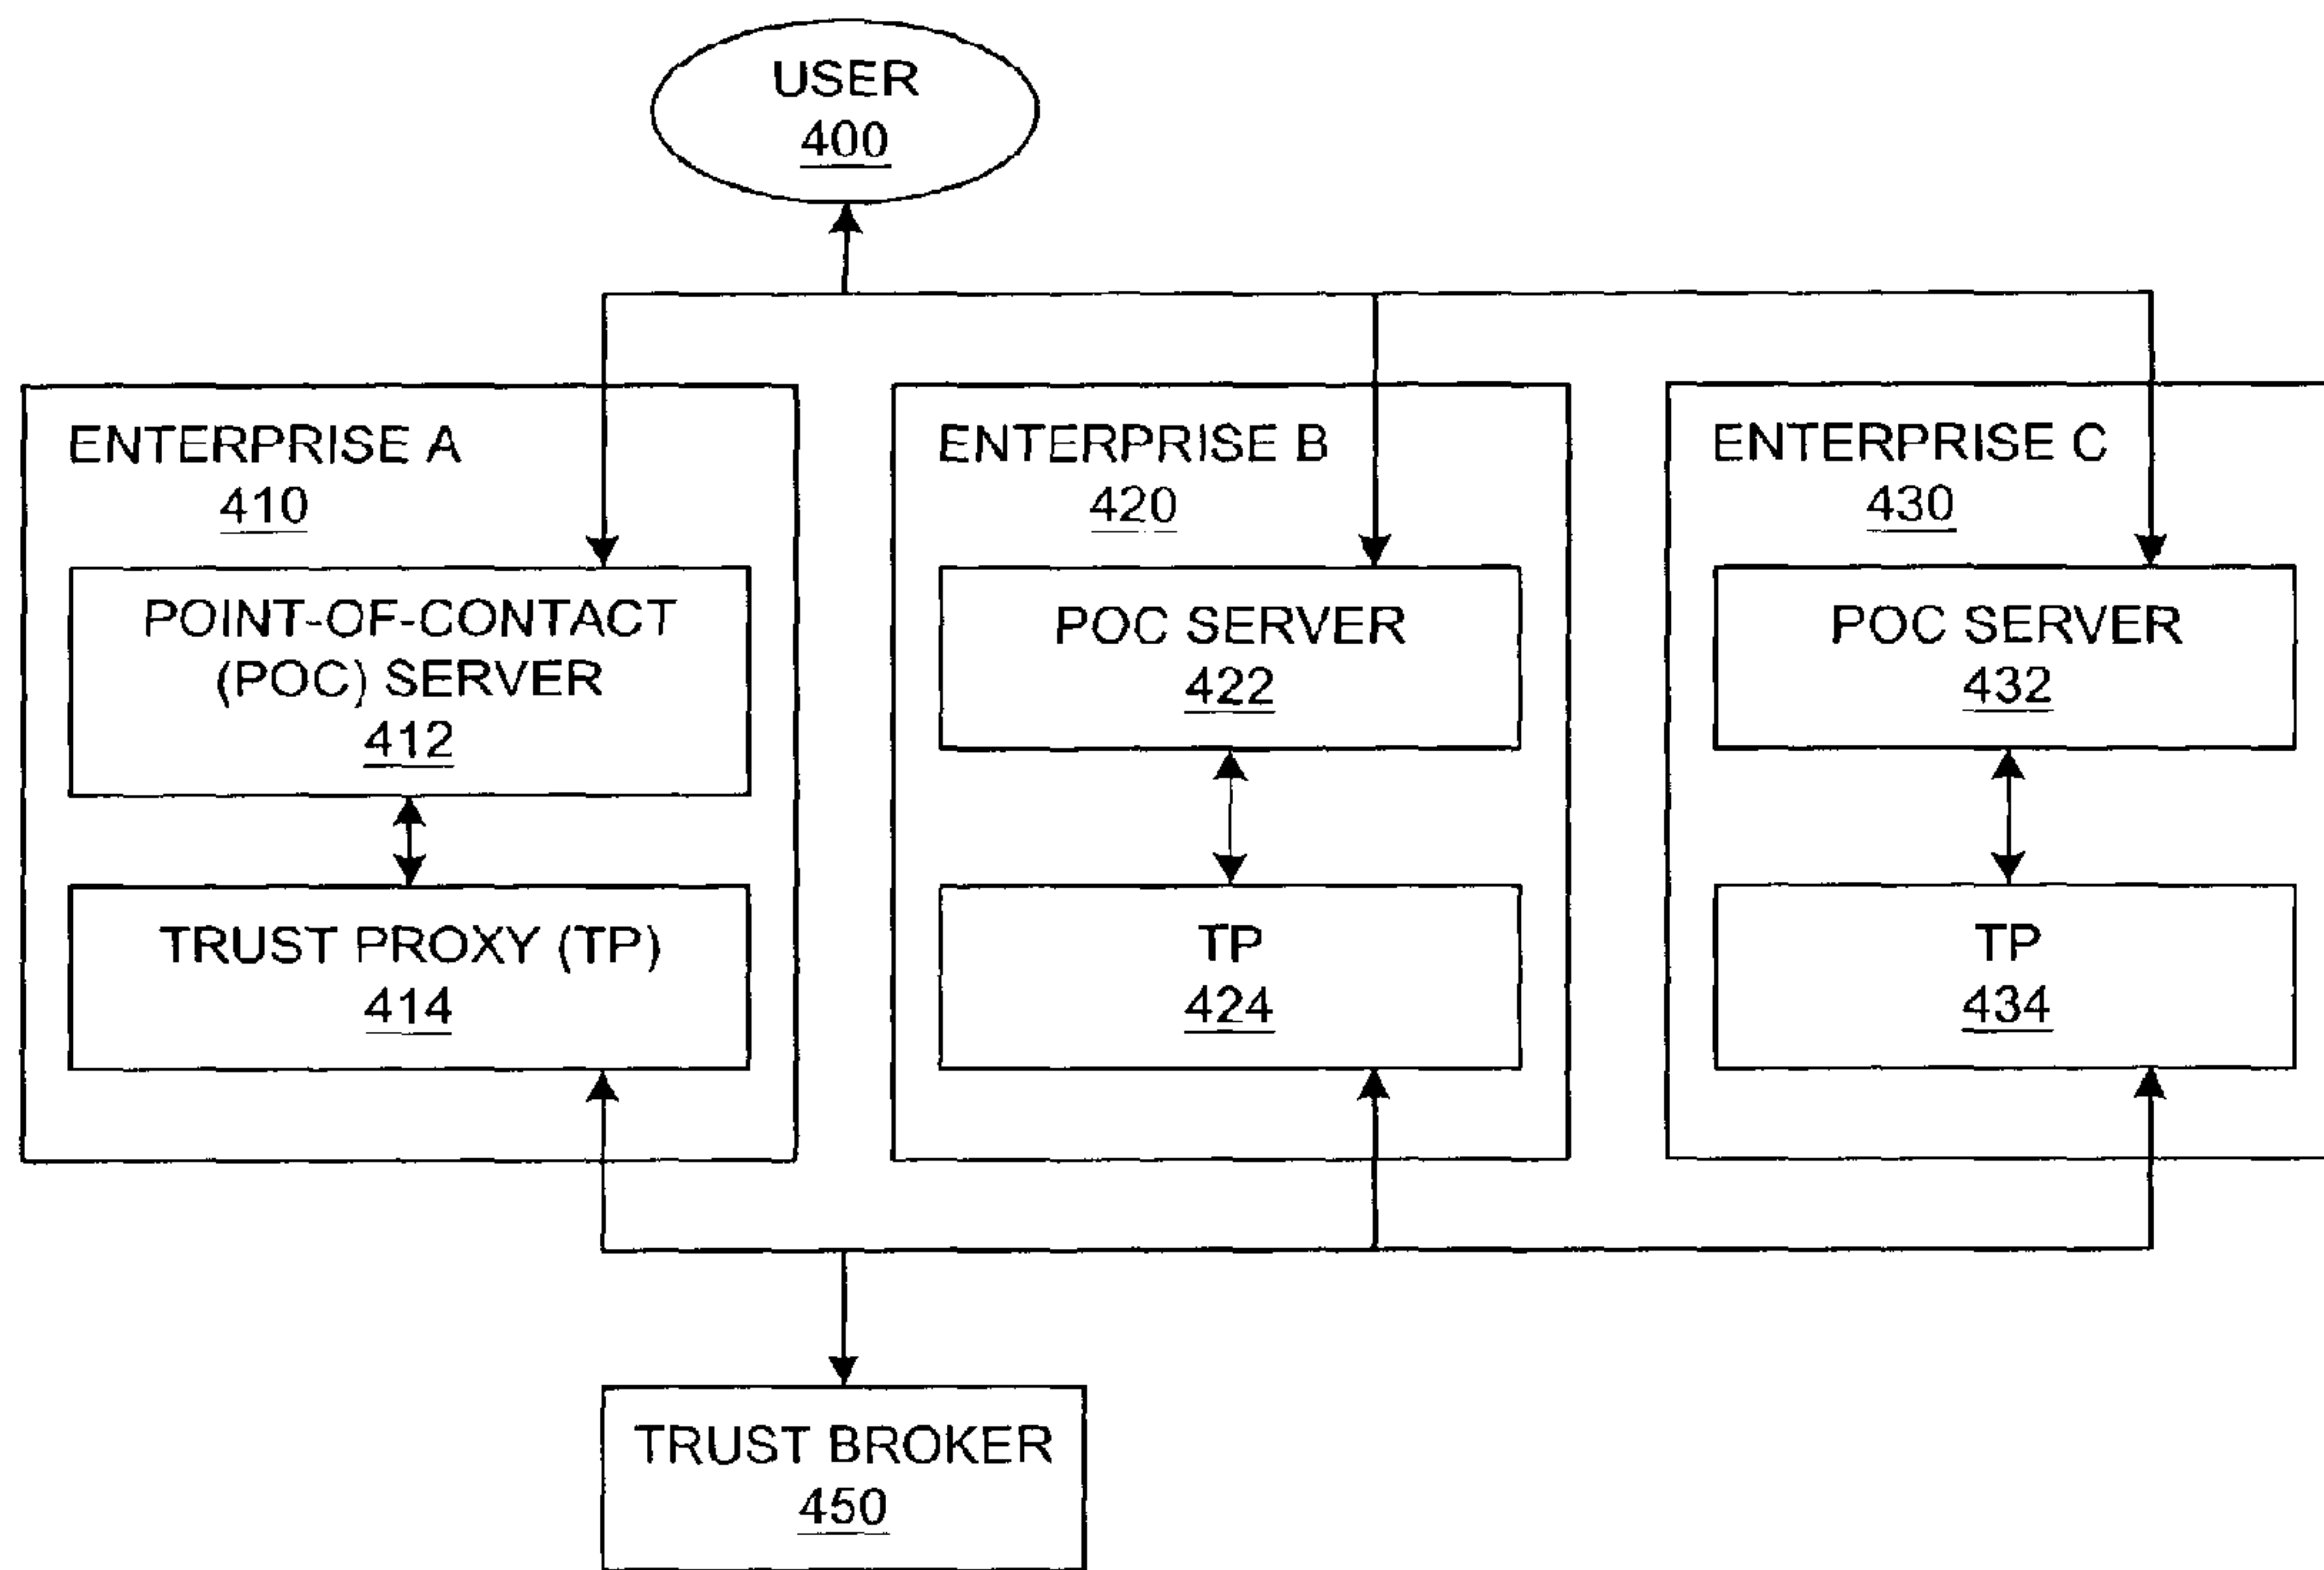 USER
400
ENTERPRISE A
410
POINT-OF-CONTACT
(POC) SERVER
412
TRUST PROXY (TP)
414
ENTERPRISE B
420
POC SERVER
422
TP
424
ENTERPRISE C
430
POC SERVER
432
TP
434
TRUST BROKER
450